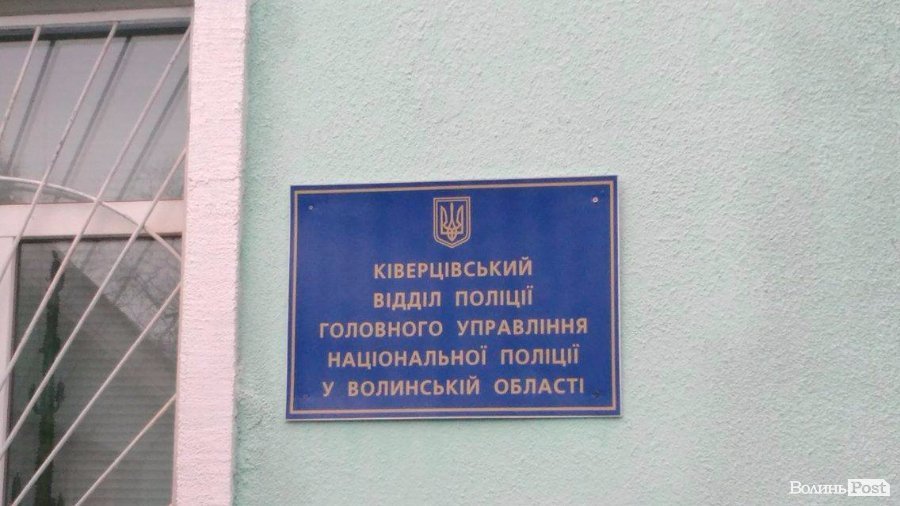 КІВЕРЦІВСЬКИЙ
ВІДДІЛ ПОЛІЦІЇ
ГОЛОВНОГО УПРАВЛІННЯ
НАЦІОНАЛЬНОЇ ПОЛІЦІЇ
У ВОЛИНСЬКІЙ ОБЛАСТІ
ВолиньPost